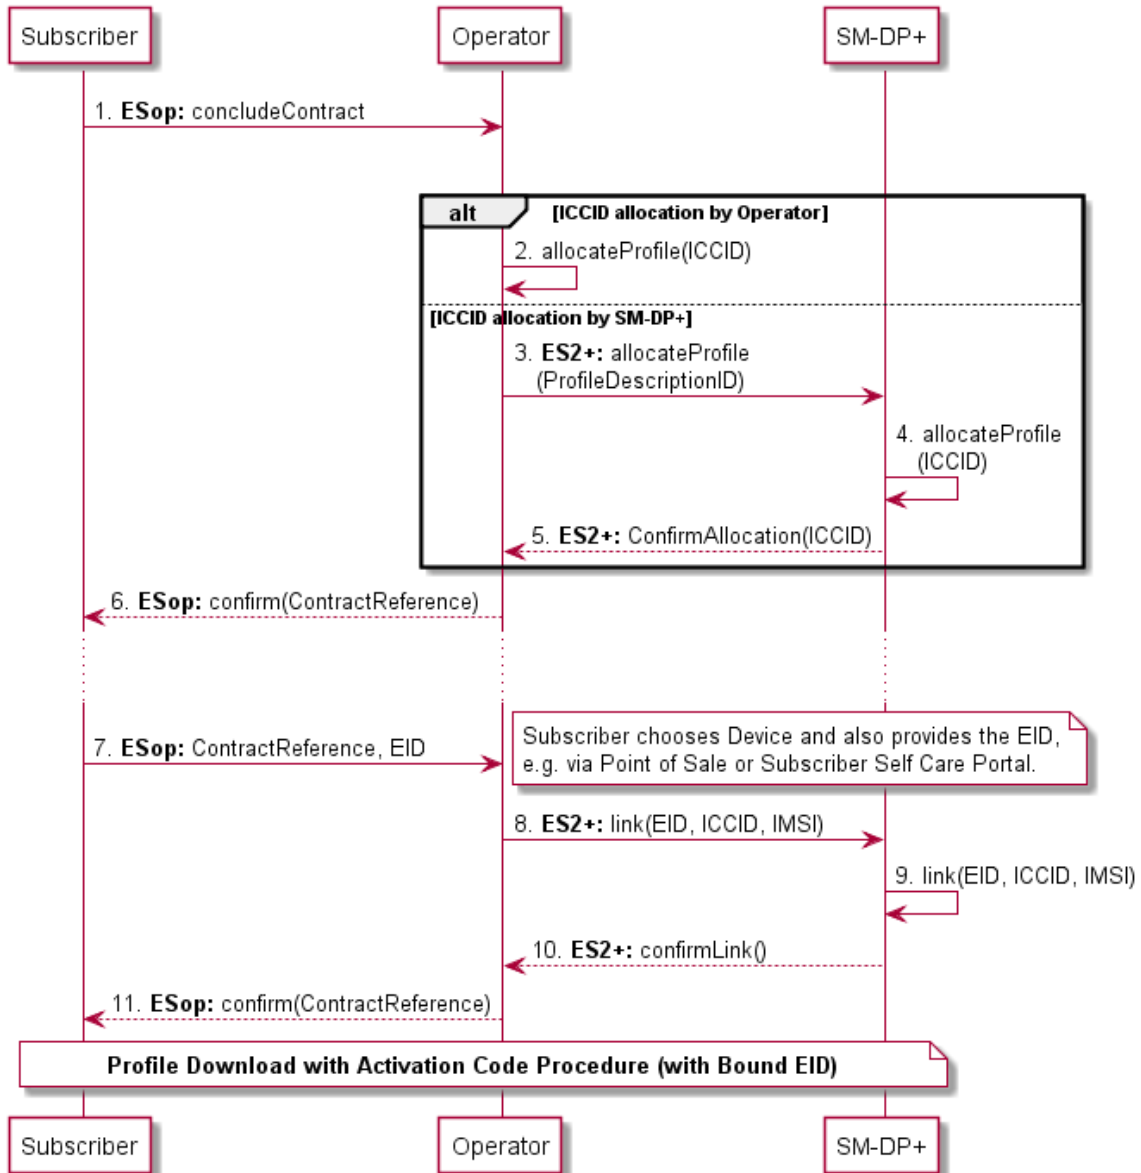 Subscriber
Operator
SM-DP+
1. ESop: concludeContract
alt
[ICCID allocation by Operator]
2. allocateProfile(ICCID)
[ICCID allocation by SM-DP+]
3. ES2+: allocateProfile
(ProfileDescriptionID)
4. allocateProfile
(ICCID)
5. ES2+: ConfirmAllocation(ICCID)
6. ESop: confirm(ContractReference)
7. ESop: ContractReference, EID
Subscriber chooses Device and also provides the EID,
e.g. via Point of Sale or Subscriber Self Care Portal.
8. ES2+: link(EID, ICCID, IMSI)
9. link(EID, ICCID, IMSI)
10. ES2+: confirmLink()
11. ESop: confirm(ContractReference)
Profile Download with Activation Code Procedure (with Bound EID)
Subscriber
Operator
SM-DP+